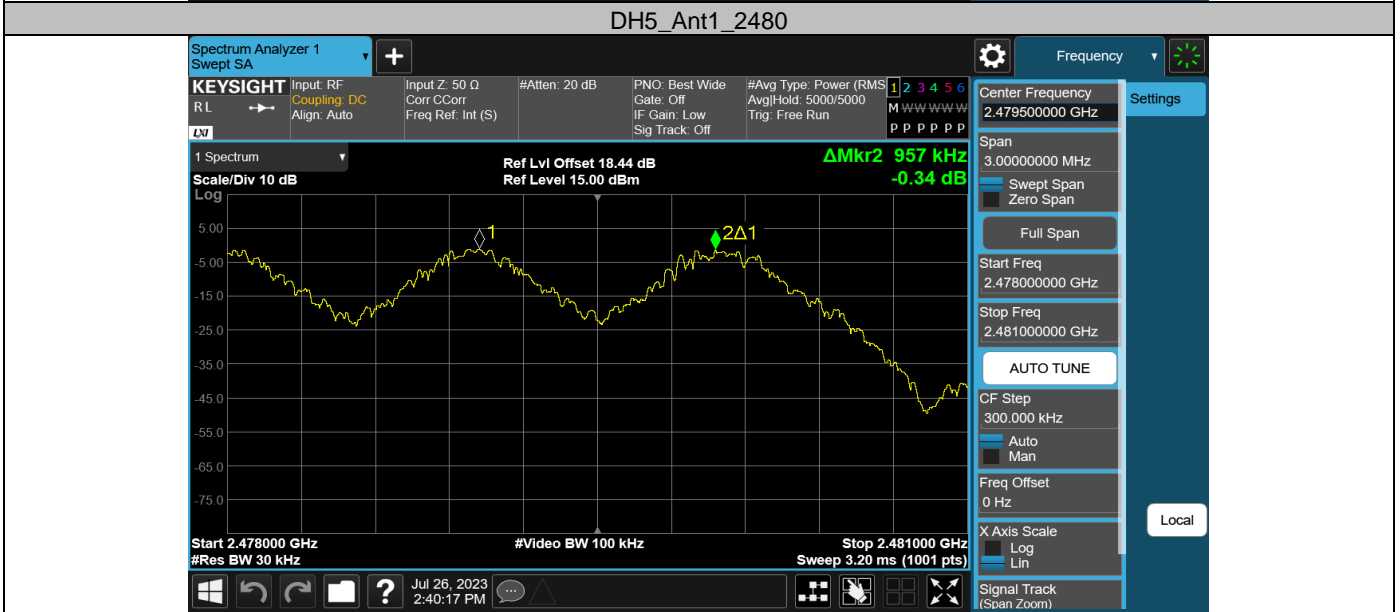 DH5_Ant1_2480
Spectrum Analyzer 1
Swept SA
+
Frequency
KEYSIGHT
RL
LXI
Input: RF
Coupling: DC
Align: Auto
Input Z: 50 Ω
Corr CCorr
Freq Ref: Int (S)
#Atten: 20 dB
PNO: Best Wide
Gate: Off
IF Gain: Low
Sig Track: Off
#Avg Type: Power (RMS
Avg|Hold: 5000/5000
Trig: Free Run
1 2 3 4 5 6
M W W W W W
P P P P P P
1 Spectrum
Scale/Div 10 dB
Ref Lvl Offset 18.44 dB
Ref Level 15.00 dBm
ΔMkr2 957 kHz
-0.34 dB
Log
1
2Δ1
5.00
-5.00
-15.0
-25.0
-35.0
-45.0
-55.0
-65.0
-75.0
Start 2.478000 GHz
#Video BW 100 kHz
Stop 2.481000 GHz
#Res BW 30 kHz
Sweep 3.20 ms (1001 pts)
Center Frequency
2.479500000 GHz
Settings
Span
3.00000000 MHz
Swept Span
Zero Span
Full Span
Start Freq
2.478000000 GHz
Stop Freq
2.481000000 GHz
AUTO TUNE
CF Step
300.000 kHz
Auto
Man
Freq Offset
0 Hz
X Axis Scale
Log
Lin
Local
Signal Track
(Span Zoom)
?
Jul 26, 2023
2:40:17 PM